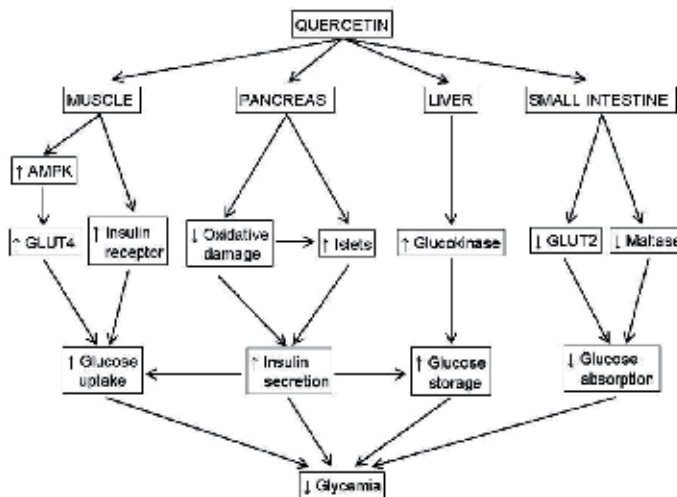 QUERCETIN
MUSCLE
PANCREAS
LIVER
SMALL INTESTINE
↑ AMPK
↑ GLUT4
↑ Insulin
receptor
↓ Oxidative
damage
↑ Islets
↑ Glucokinase
↓ GLUT2
↓ Maltase
↑ Glucose
uptake
↑ Insulin
secretion
↑ Glucose
storage
↓ Glucose
absorption
↓ Glycemia